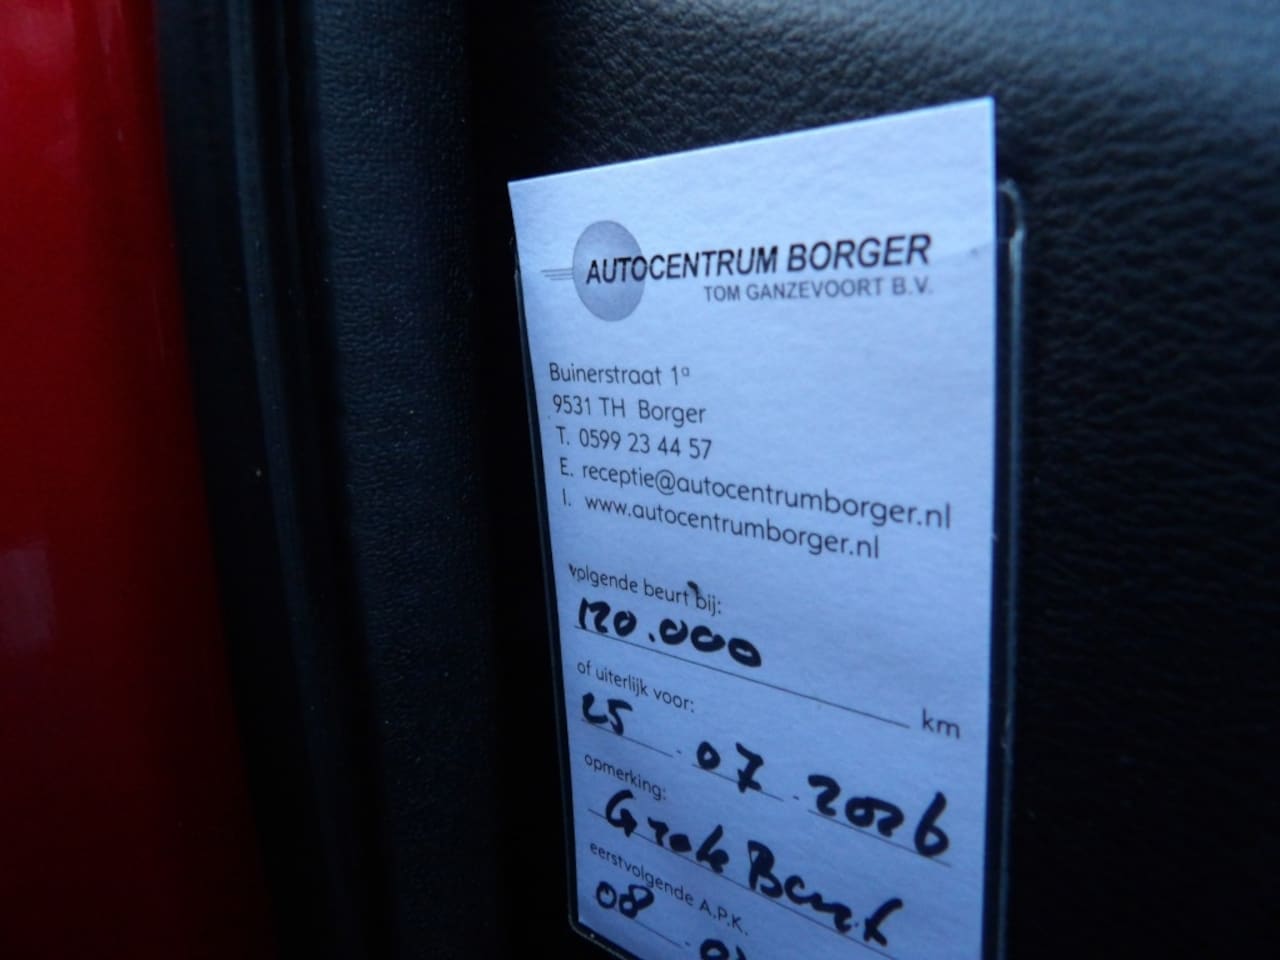 AUTOCENTRUM BORGER
TOM GANZEVOORT B.V.
Buinerstraat 1a
9531 TH Borger
T. 0599 23 44 57
E. receptie@autocentrumborger.nl
I. www.autocentrumborger.nl
volgende beurt bij:
120.000 km
of uiterlijk voor:
25 - 07 - 2026
opmerking:
Grote Beurt
eerstvolgende A.P.K.
08 -